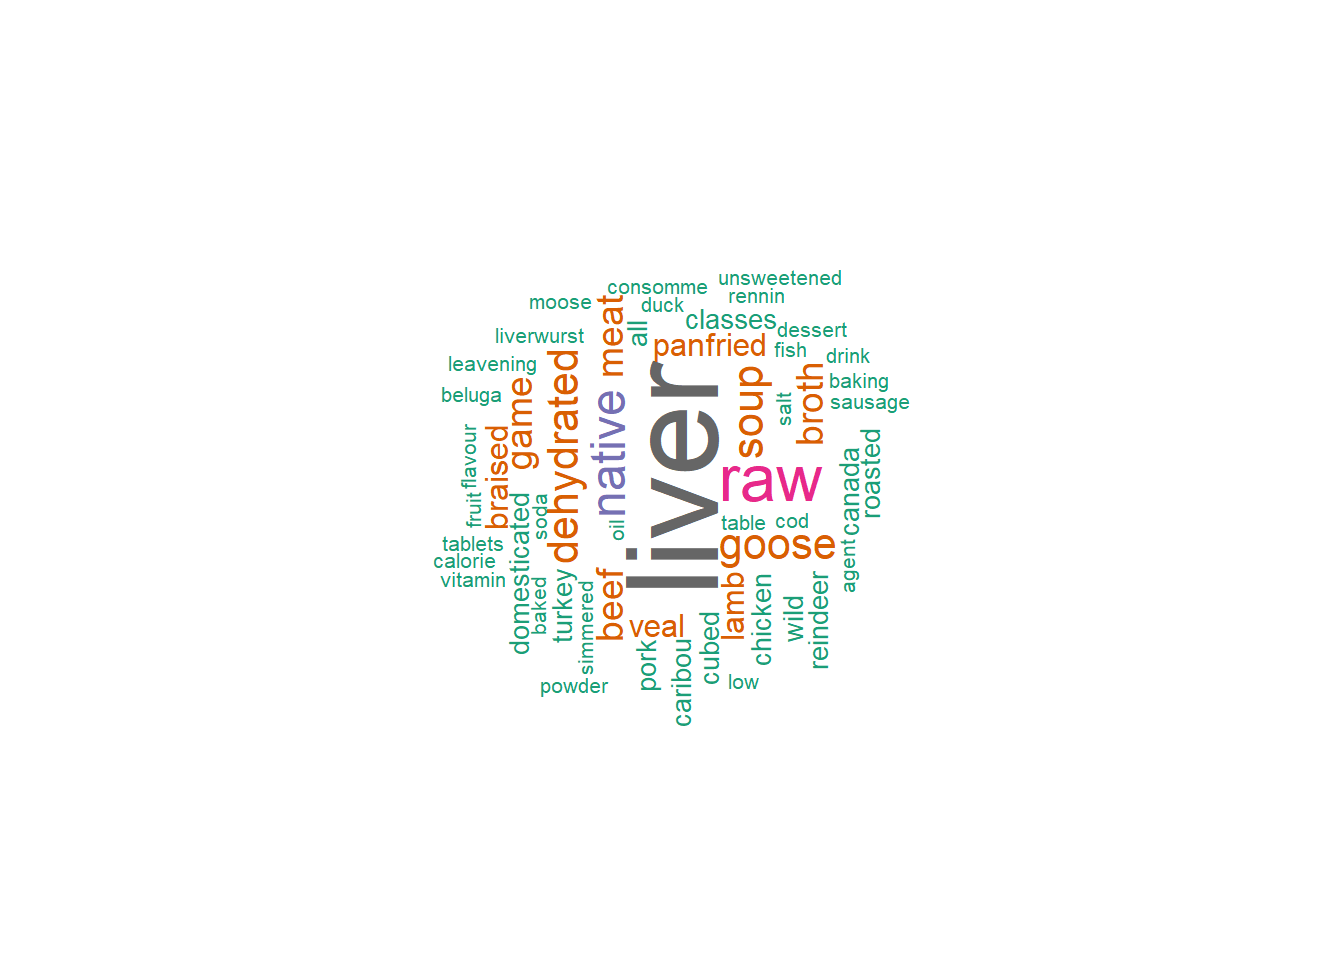 unsweetened
consomme
rennin
moose
duck
meat
all
classes
dessert
liverwurst
panfried
fish
drink
leavening
dehydrated
liver
soup
broth
baking
beluga
game
native
salt
sausage
flavour
braised
raw
canada
roasted
fruit
soda
oil
table
cod
tablets
domesticated
goose
calorie
agent
vitamin
baked
turkey
simmered
beef
veal
lamb
chicken
wild
reindeer
pork
caribou
cubed
powder
low